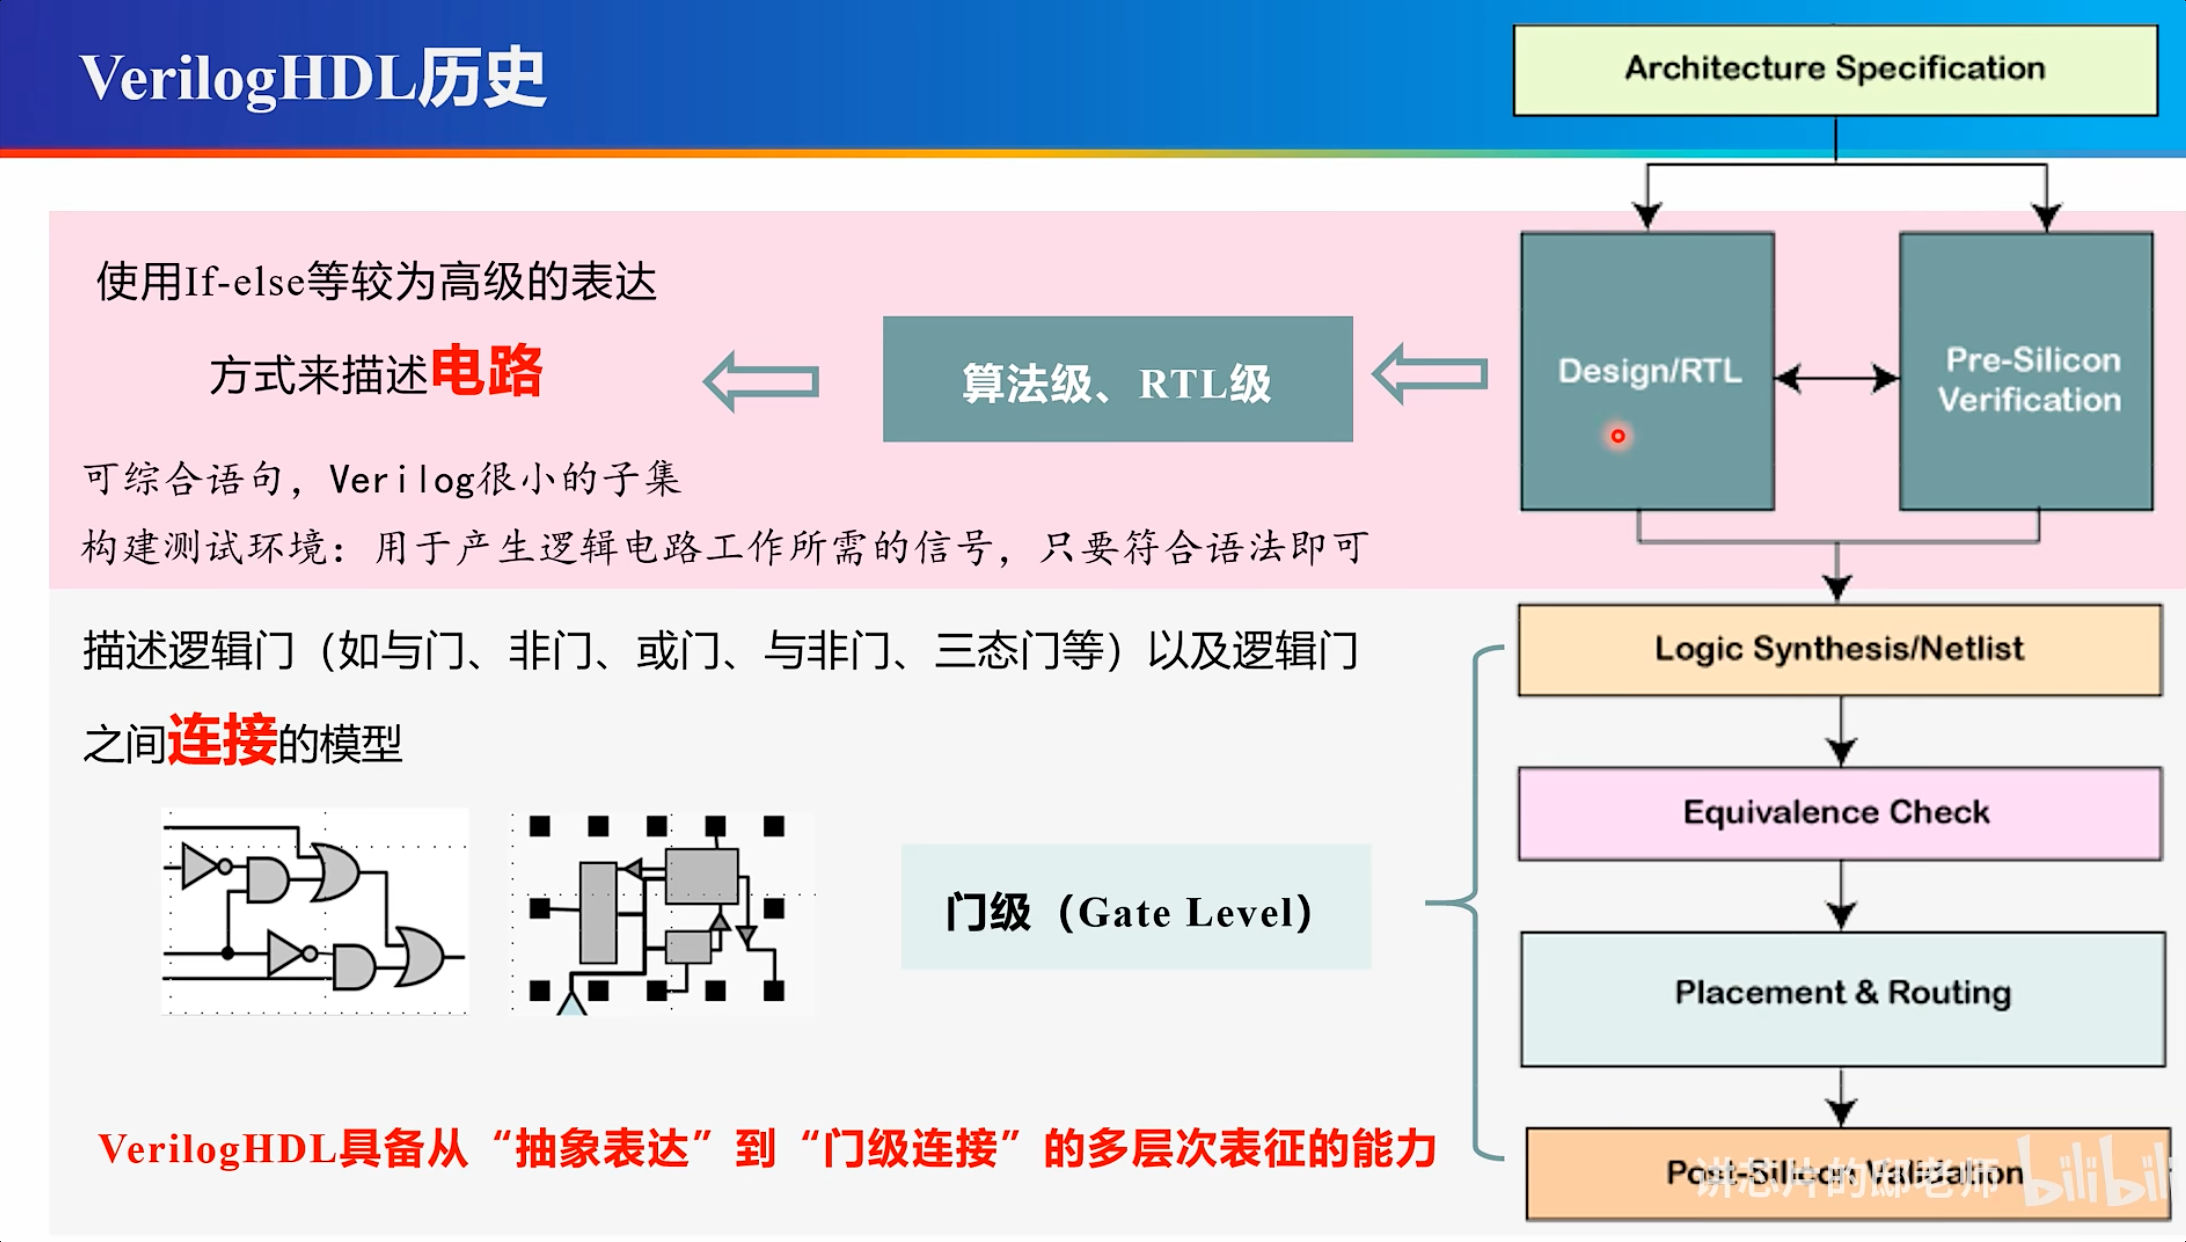 VerilogHDL历史
Architecture Specification
使用If-else等较为高级的表达
方式来描述电路
算法级、RTL级
Design/RTL
Pre-Silicon
Verification
可综合语句，Verilog很小的子集
构建测试环境：用于产生逻辑电路工作所需的信号，只要符合语法即可
描述逻辑门（如与门、非门、或门、与非门、三态门等）以及逻辑门
之间连接的模型
门级（Gate Level）
Logic Synthesis/Netlist
Equivalence Check
Placement & Routing
Post-Silicon Validation
VerilogHDL具备从“抽象表达”到“门级连接”的多层次表征的能力
讲芯片的邸老师
bilibili